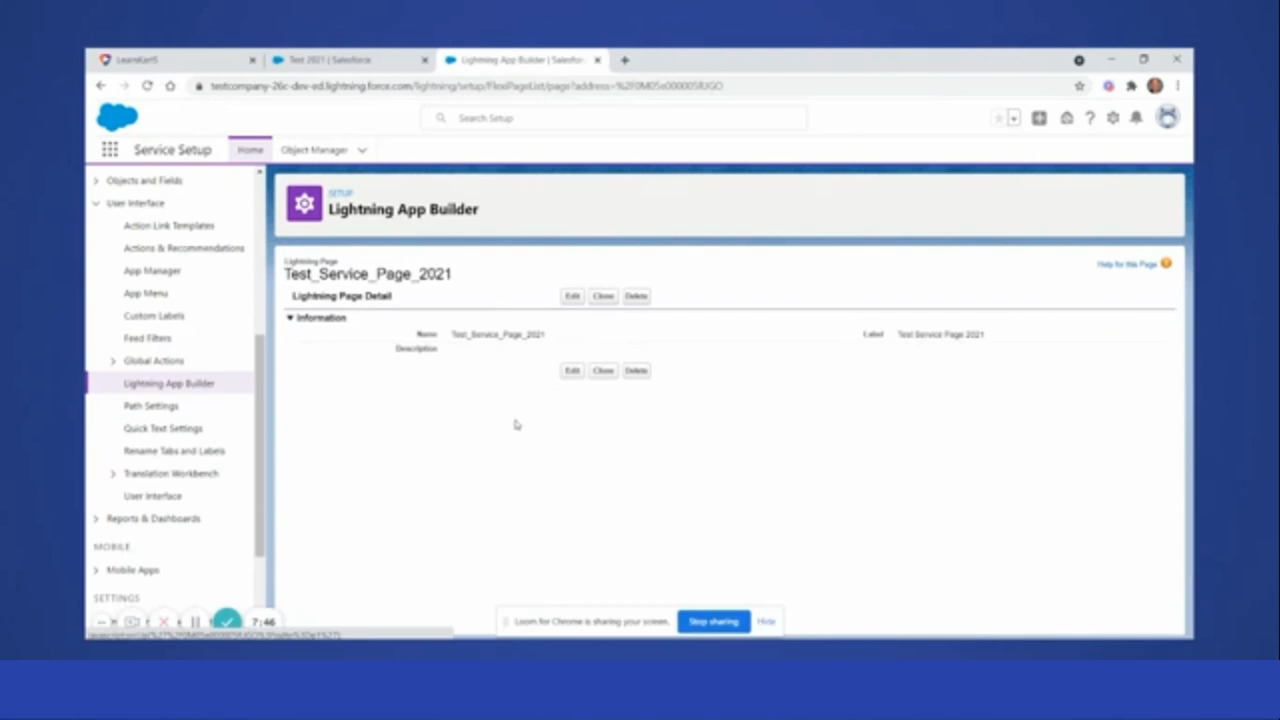 LearnKartS
Test 2021 | Salesforce
Lightning App Builder | Salesfor
Search Setup
Service Setup
Home
Object Manager
Objects and Fields
User Interface
Action Link Templates
Actions & Recommendations
App Manager
App Menu
Custom Labels
Feed Filters
Global Actions
Lightning App Builder
Path Settings
Quick Text Settings
Rename Tabs and Labels
Translation Workbench
User Interface
Reports & Dashboards
MOBILE
Mobile Apps
SETTINGS
7:46
SETUP
Lightning App Builder
Lightning Page
Test_Service_Page_2021
Help for this Page
Lightning Page Detail
Edit Clone Delete
Information
Name Test_Service_Page_2021 Label Test Service Page 2021
Description
Edit Clone Delete
Loom for Chrome is sharing your screen. Stop sharing Hide